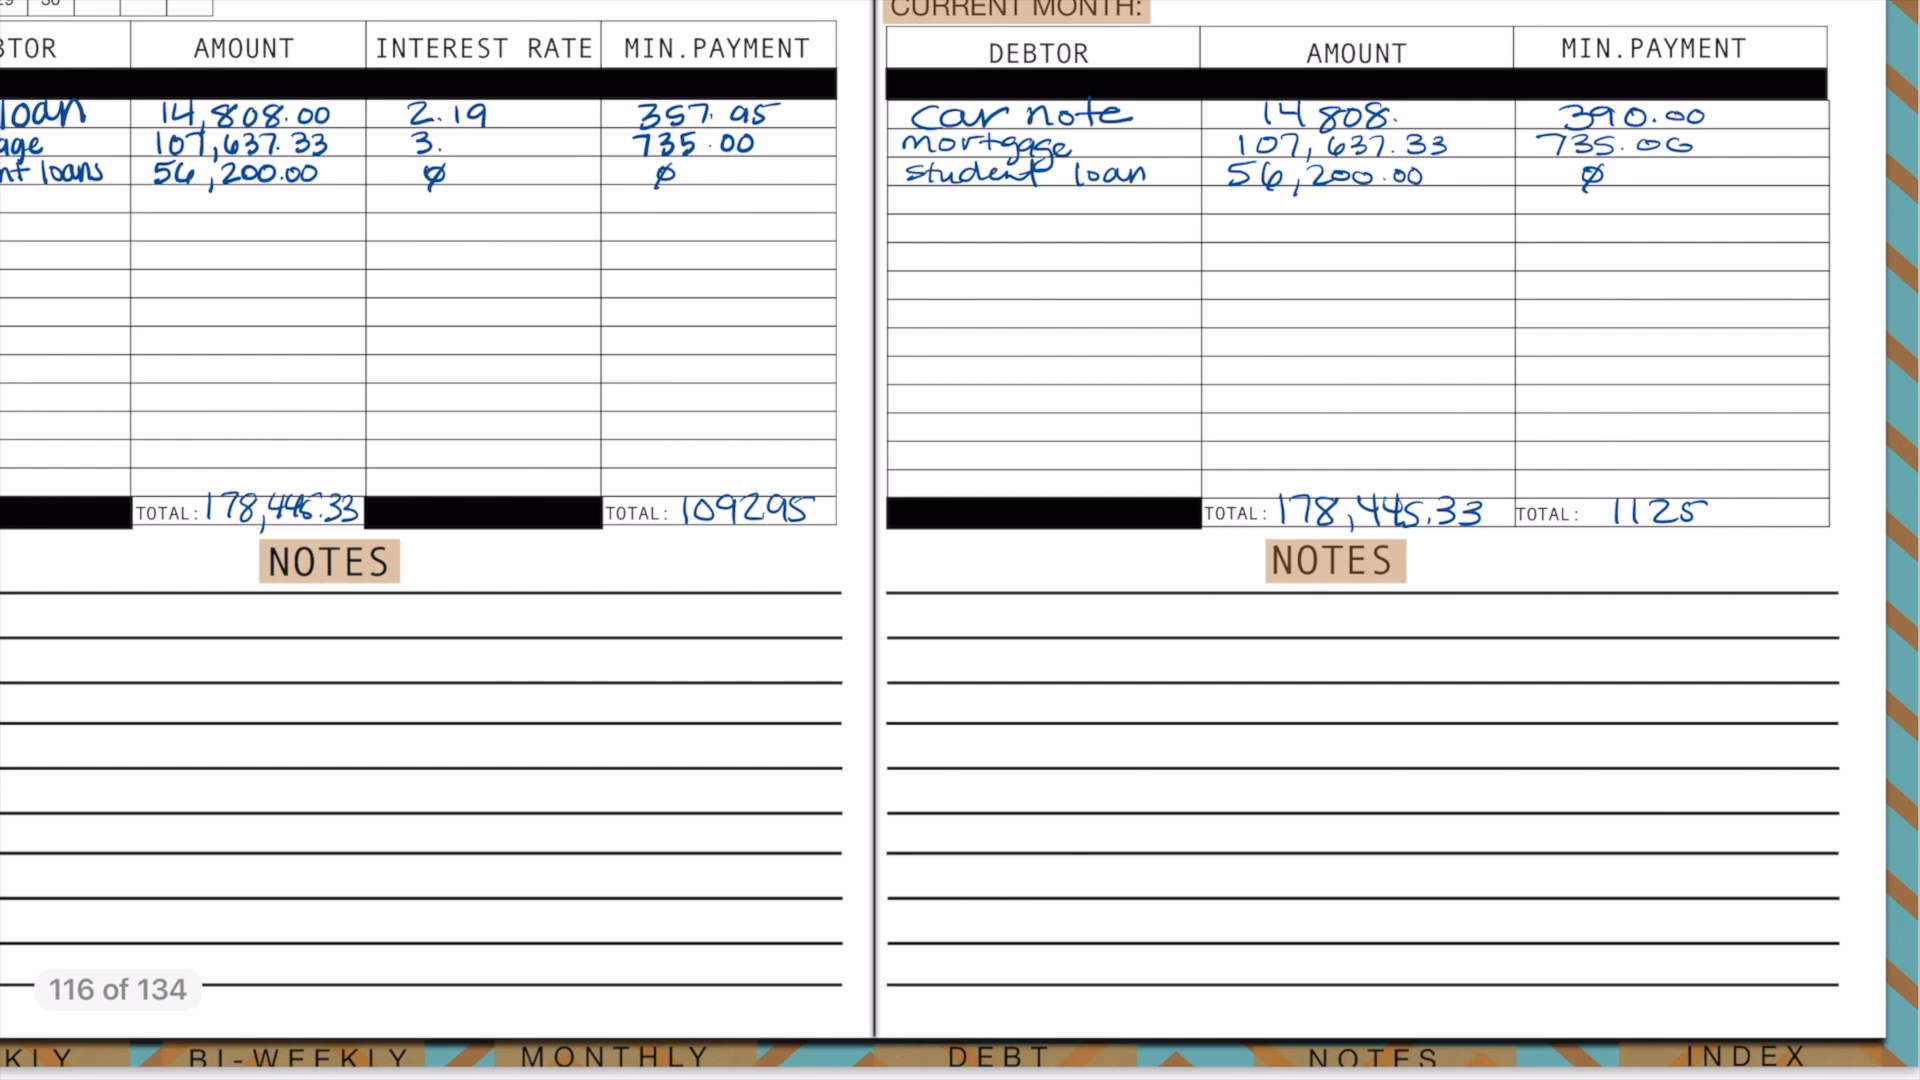 30
BTOR AMOUNT INTEREST RATE MIN.PAYMENT
loan 14,808.00 2.19 357.95
age 107,637.33 3. 735.00
nt loans 56,200.00 ∅ ∅
TOTAL: 178,445.33 TOTAL: 109295
NOTES
116 of 134
CURRENT MONTH:
DEBTOR AMOUNT MIN.PAYMENT
car note 14808. 390.00
mortgage 107,637.33 735.00
student loan 56,200.00 ∅
TOTAL: 178,445.33 TOTAL: 1125
NOTES
KLY BI-WEEKLY MONTHLY DEBT NOTES INDEX